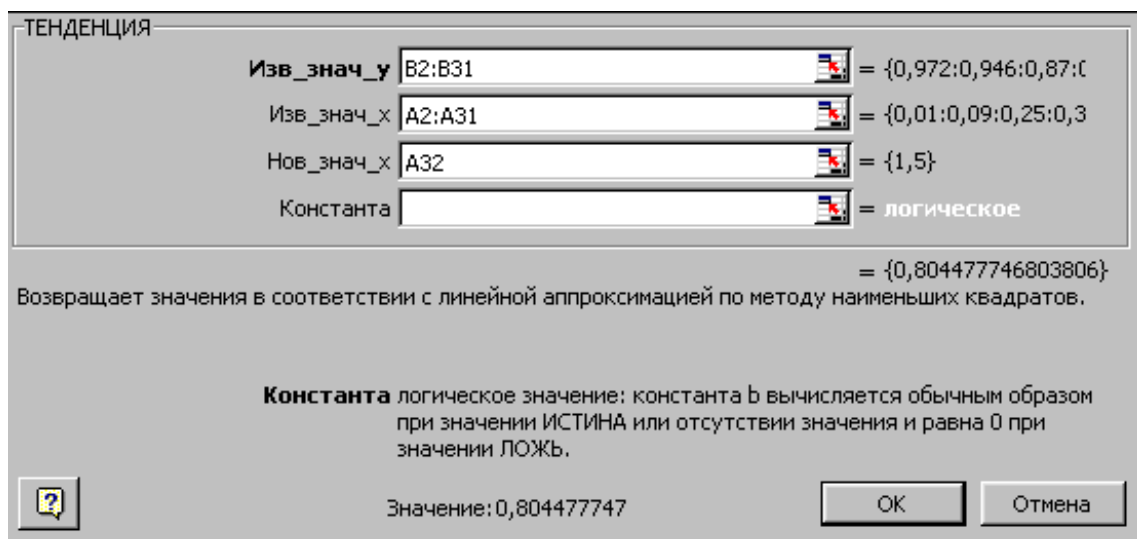 ТЕНДЕНЦИЯ
Изв_знач_y B2:B31 = {0,972:0,946:0,87:0
Изв_знач_x A2:A31 = {0,01:0,09:0,25:0,3
Нов_знач_x A32 = {1,5}
Константа = логическое
= {0,804477746803806}
Возвращает значения в соответствии с линейной аппроксимацией по методу наименьших квадратов.
Константа логическое значение: константа b вычисляется обычным образом
при значении ИСТИНА или отсутствии значения и равна 0 при
значении ЛОЖЬ.
? Значение:0,804477747 OK Отмена